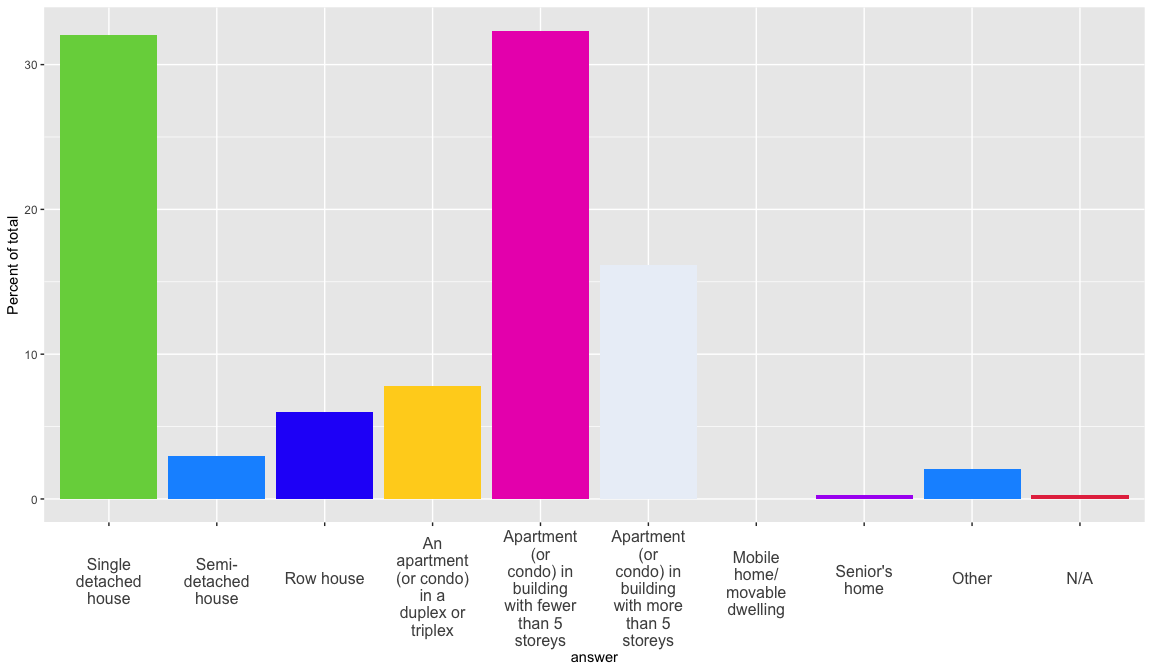 Percent of total
30
20
10
0
Single
detached
house
Semi-
detached
house
Row house
An
apartment
(or condo)
in a
duplex or
triplex
Apartment
(or
condo) in
building
with fewer
than 5
storeys
Apartment
(or
condo) in
building
with more
than 5
storeys
Mobile
home/
movable
dwelling
Senior's
home
Other
N/A
answer